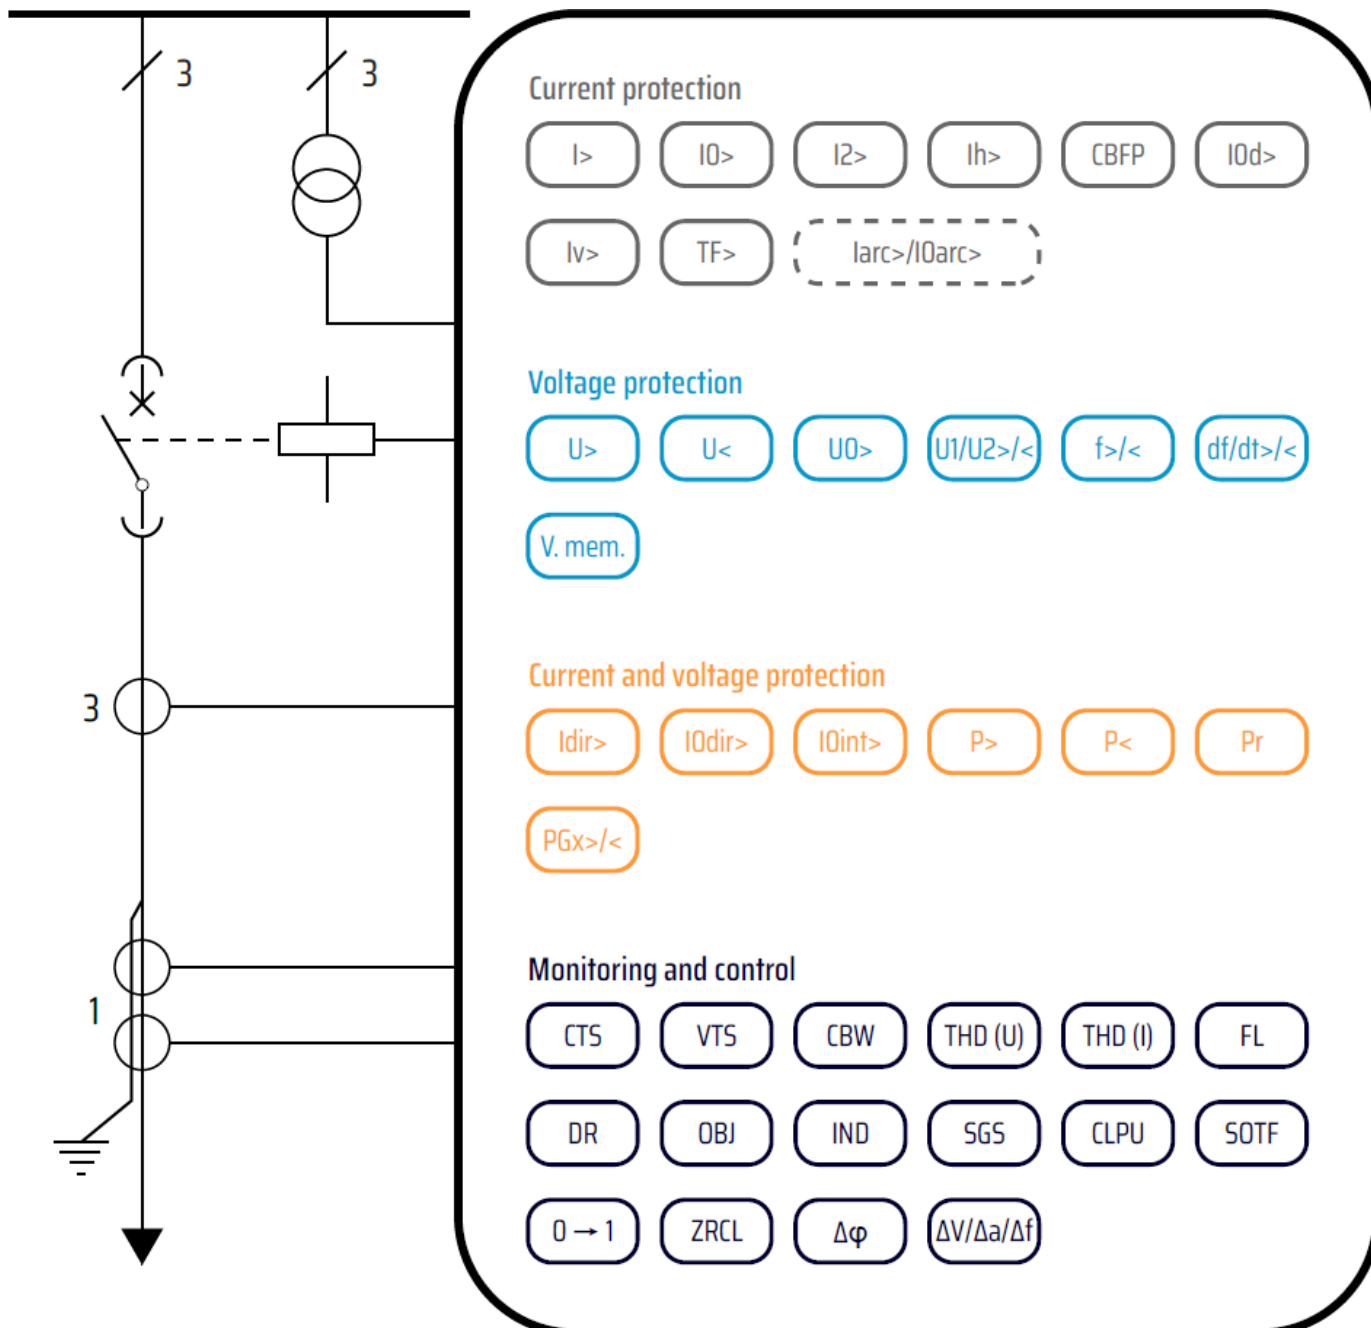 3
3
Current protection
I>
I0>
I2>
Ih>
CBFP
I0d>
Iv>
TF>
Iarc>/I0arc>
Voltage protection
U>
U<
U0>
U1/U2>/<
f>/<
df/dt>/<
V. mem.
Current and voltage protection
3
Idir>
I0dir>
I0int>
P>
P<
Pr
PGx>/<
Monitoring and control
1
CTS
VTS
CBW
THD (U)
THD (I)
FL
DR
OBJ
IND
SGS
CLPU
SOTF
0 → 1
ZRCL
Δφ
ΔV/Δa/Δf